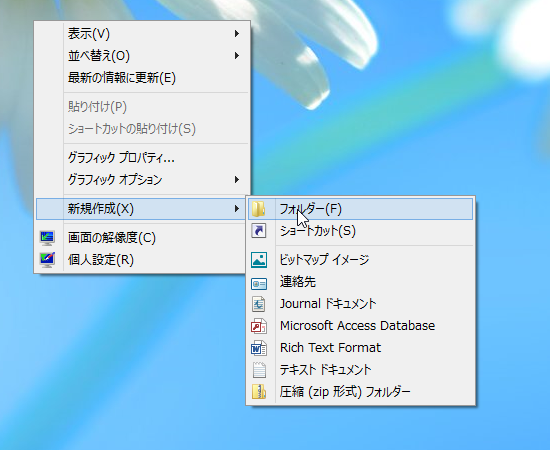 表示(V)
並べ替え(O)
最新の情報に更新(E)
貼り付け(P)
ショートカットの貼り付け(S)
グラフィック プロパティ...
グラフィック オプション
新規作成(X)
画面の解像度(C)
個人設定(R)
フォルダー(F)
ショートカット(S)
ビットマップ イメージ
連絡先
Journal ドキュメント
Microsoft Access Database
Rich Text Format
テキスト ドキュメント
圧縮 (zip 形式) フォルダー